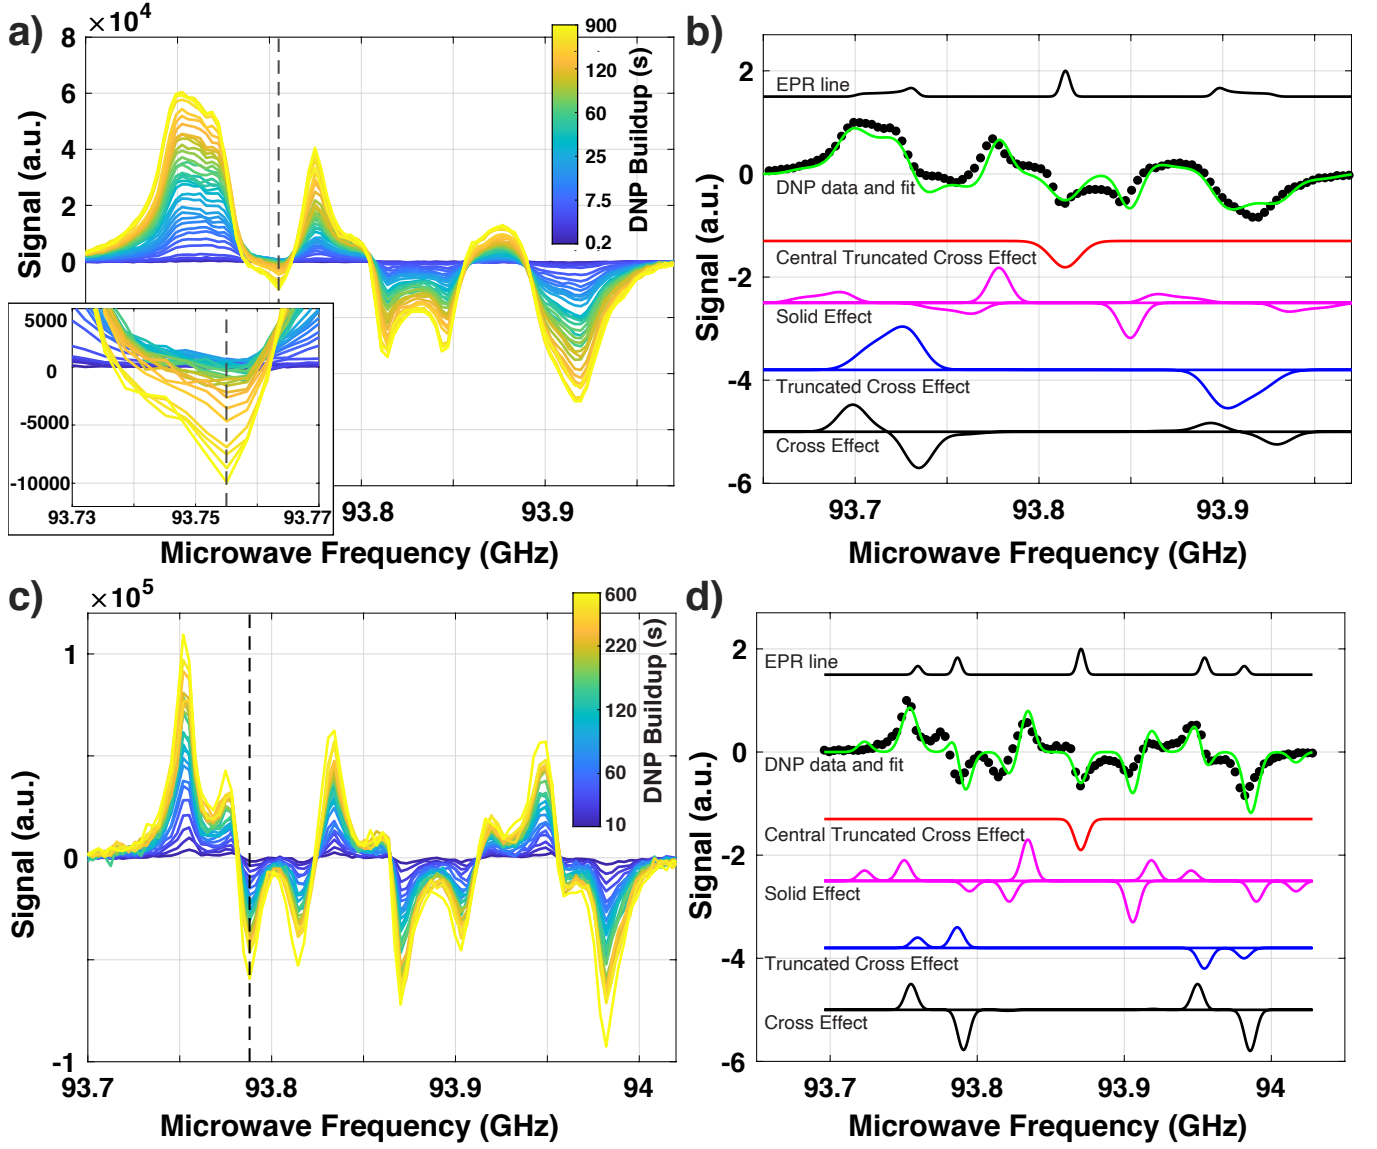 a)
×10⁴
8
6
4
2
0
Signal (a.u.)
900
120
60
25
7.5
0.2
DNP Buildup (s)
5000
0
-5000
-10000
93.73
93.75
93.77
93.8
93.9
Microwave Frequency (GHz)
b)
2
0
-2
-4
-6
Signal (a.u.)
EPR line
DNP data and fit
Central Truncated Cross Effect
Solid Effect
Truncated Cross Effect
Cross Effect
93.7
93.8
93.9
Microwave Frequency (GHz)
c)
×10⁵
1
0
-1
Signal (a.u.)
600
220
120
60
10
DNP Buildup (s)
93.7
93.8
93.9
94
Microwave Frequency (GHz)
d)
2
0
-2
-4
-6
Signal (a.u.)
EPR line
DNP data and fit
Central Truncated Cross Effect
Solid Effect
Truncated Cross Effect
Cross Effect
93.7
93.8
93.9
94
Microwave Frequency (GHz)